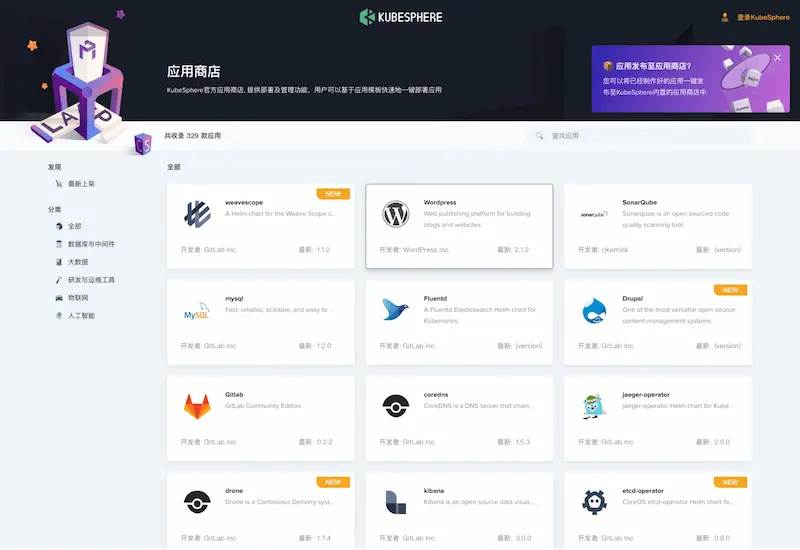 KUBESPHERE
登录KubeSphere
应用商店
KubeSphere官方应用商店, 提供部署及管理功能、用户可以基于应用模板快速地一键部署应用
应用发布至应用商店?
您可以将已经制作好的应用一键发
布至KubeSphere内置的应用商店中
共收录 329 款应用
查找应用
发现
最新上架
分类
全部
数据库与中间件
大数据
研发与运维工具
物联网
人工智能
全部
NEW
weavescope
A Helm chart for the Weave Scope c...
开发者: GitLab Inc.
最新: 1.1.2
Wordpress
Web publishing platform for building
blogs and websites.
开发者: WordPress Inc.
最新: 2.1.2
sonarqube
SonarQube
Sonarqube is an open sourced code
quality scanning tool
开发者: rjkernick
最新: (version)
MySQL
mysql
Fast, reliable, scalable, and easy to ...
开发者: GitLab Inc.
最新: 1.2.0
Fluentd
A Fluentd Elasticsearch Helm chart for
Kubernetes.
开发者: GitLab Inc.
最新: (version)
NEW
Drupal
One of the most versatile open source
content management systems.
开发者: GitLab Inc.
最新: (version)
Gitlab
GitLab Community Edition
开发者: GitLab Inc.
最新: 0.2.2
coredns
CoreDNS is a DNS server that chain...
开发者: GitLab Inc.
最新: 1.5.3
jaeger-operator
jaeger-operator Helm chart for Kube...
开发者: GitLab Inc.
最新: 2.6.0
NEW
drone
Drone is a Continuous Delivery syst...
开发者: GitLab Inc.
最新: 1.7.4
kibana
Kibana is an open source data visua...
开发者: GitLab Inc.
最新: 3.0.0
NEW
etcd-operator
CoreOS etcd-operator Helm chart fo...
开发者: GitLab Inc.
最新: 0.8.0